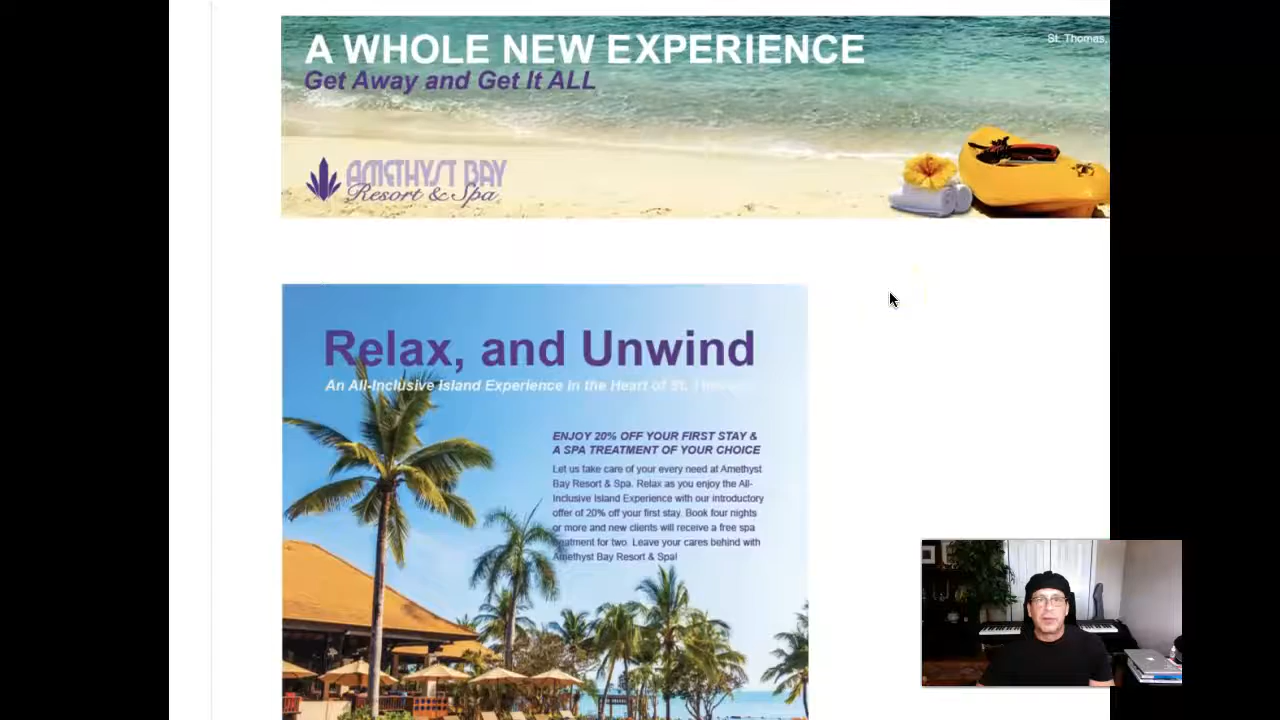 A WHOLE NEW EXPERIENCE
St. Thomas,
Get Away and Get It ALL
AMETHYST BAY
Resort & Spa
Relax, and Unwind
An All-Inclusive Island Experience in the Heart of St. Thomas
ENJOY 20% OFF YOUR FIRST STAY &
A SPA TREATMENT OF YOUR CHOICE
Let us take care of your every need at Amethyst
Bay Resort & Spa. Relax as you enjoy the All-
Inclusive Island Experience with our introductory
offer of 20% off your first stay. Book four nights
or more and new clients will receive a free spa
treatment for two. Leave your cares behind with
Amethyst Bay Resort & Spa!